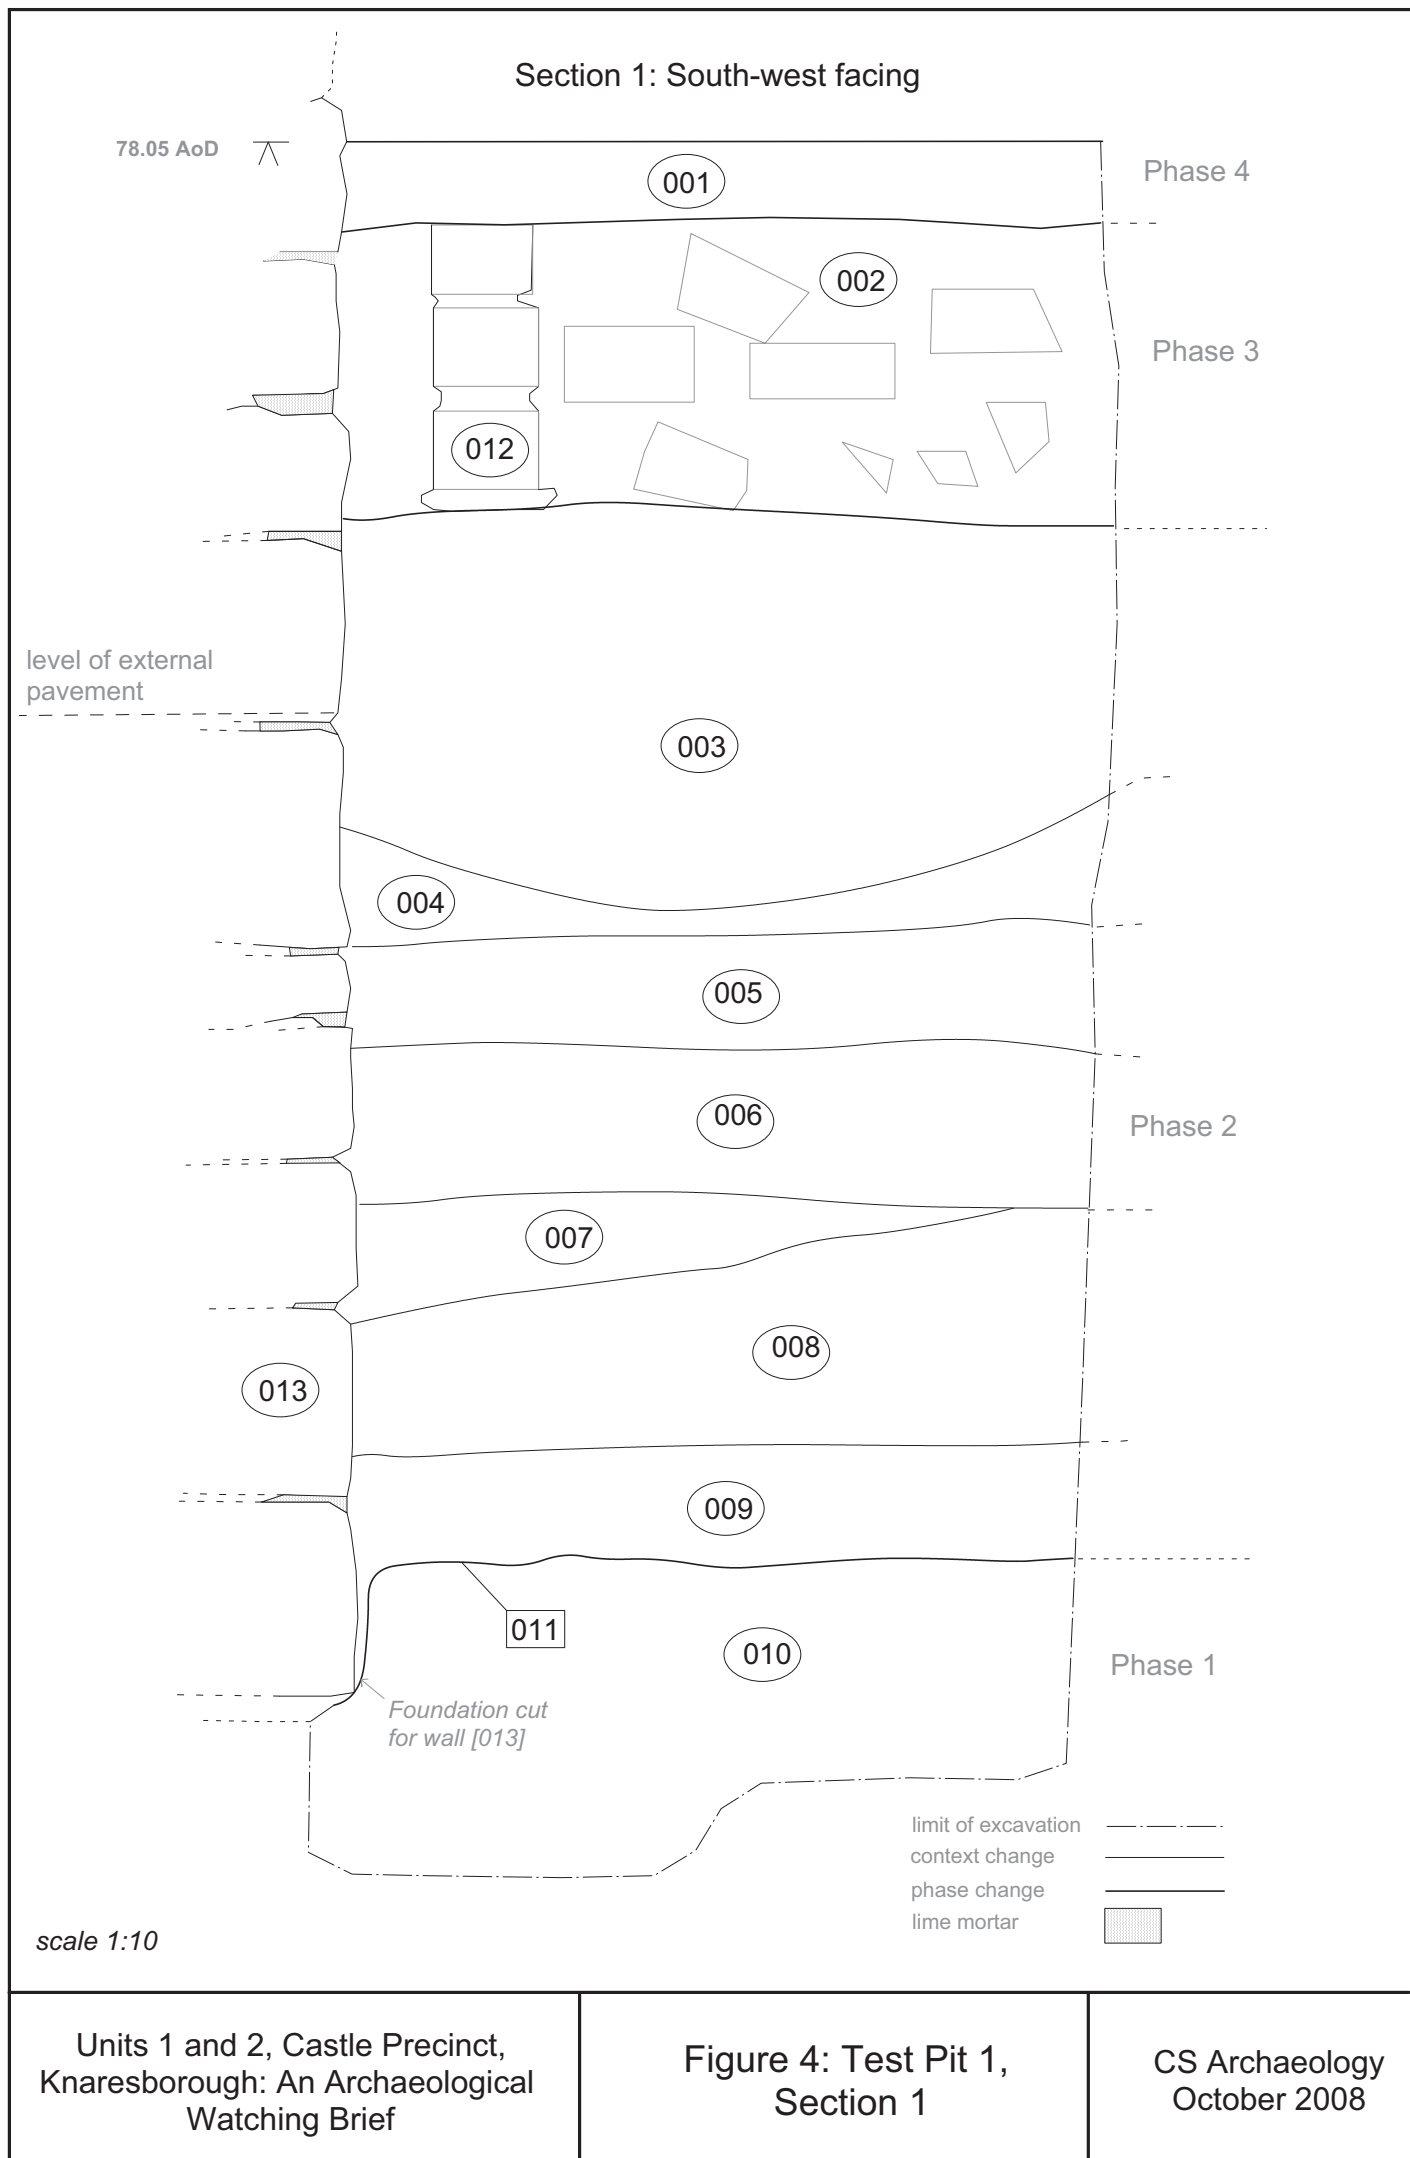 Section 1: South-west facing
78.05 AoD
001
Phase 4
002
Phase 3
012
level of external
pavement
003
004
005
006
Phase 2
007
008
013
009
011
010
Phase 1
Foundation cut
for wall [013]
limit of excavation
context change
phase change
lime mortar
scale 1:10
Units 1 and 2, Castle Precinct,
Knaresborough: An Archaeological
Watching Brief
Figure 4: Test Pit 1,
Section 1
CS Archaeology
October 2008